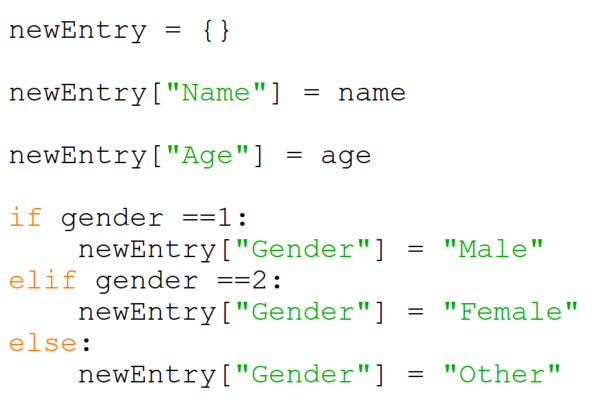 newEntry = {}
newEntry["Name"] = name
newEntry["Age"] = age
if gender ==1:
    newEntry["Gender"] = "Male"
elif gender ==2:
    newEntry["Gender"] = "Female"
else:
    newEntry["Gender"] = "Other"